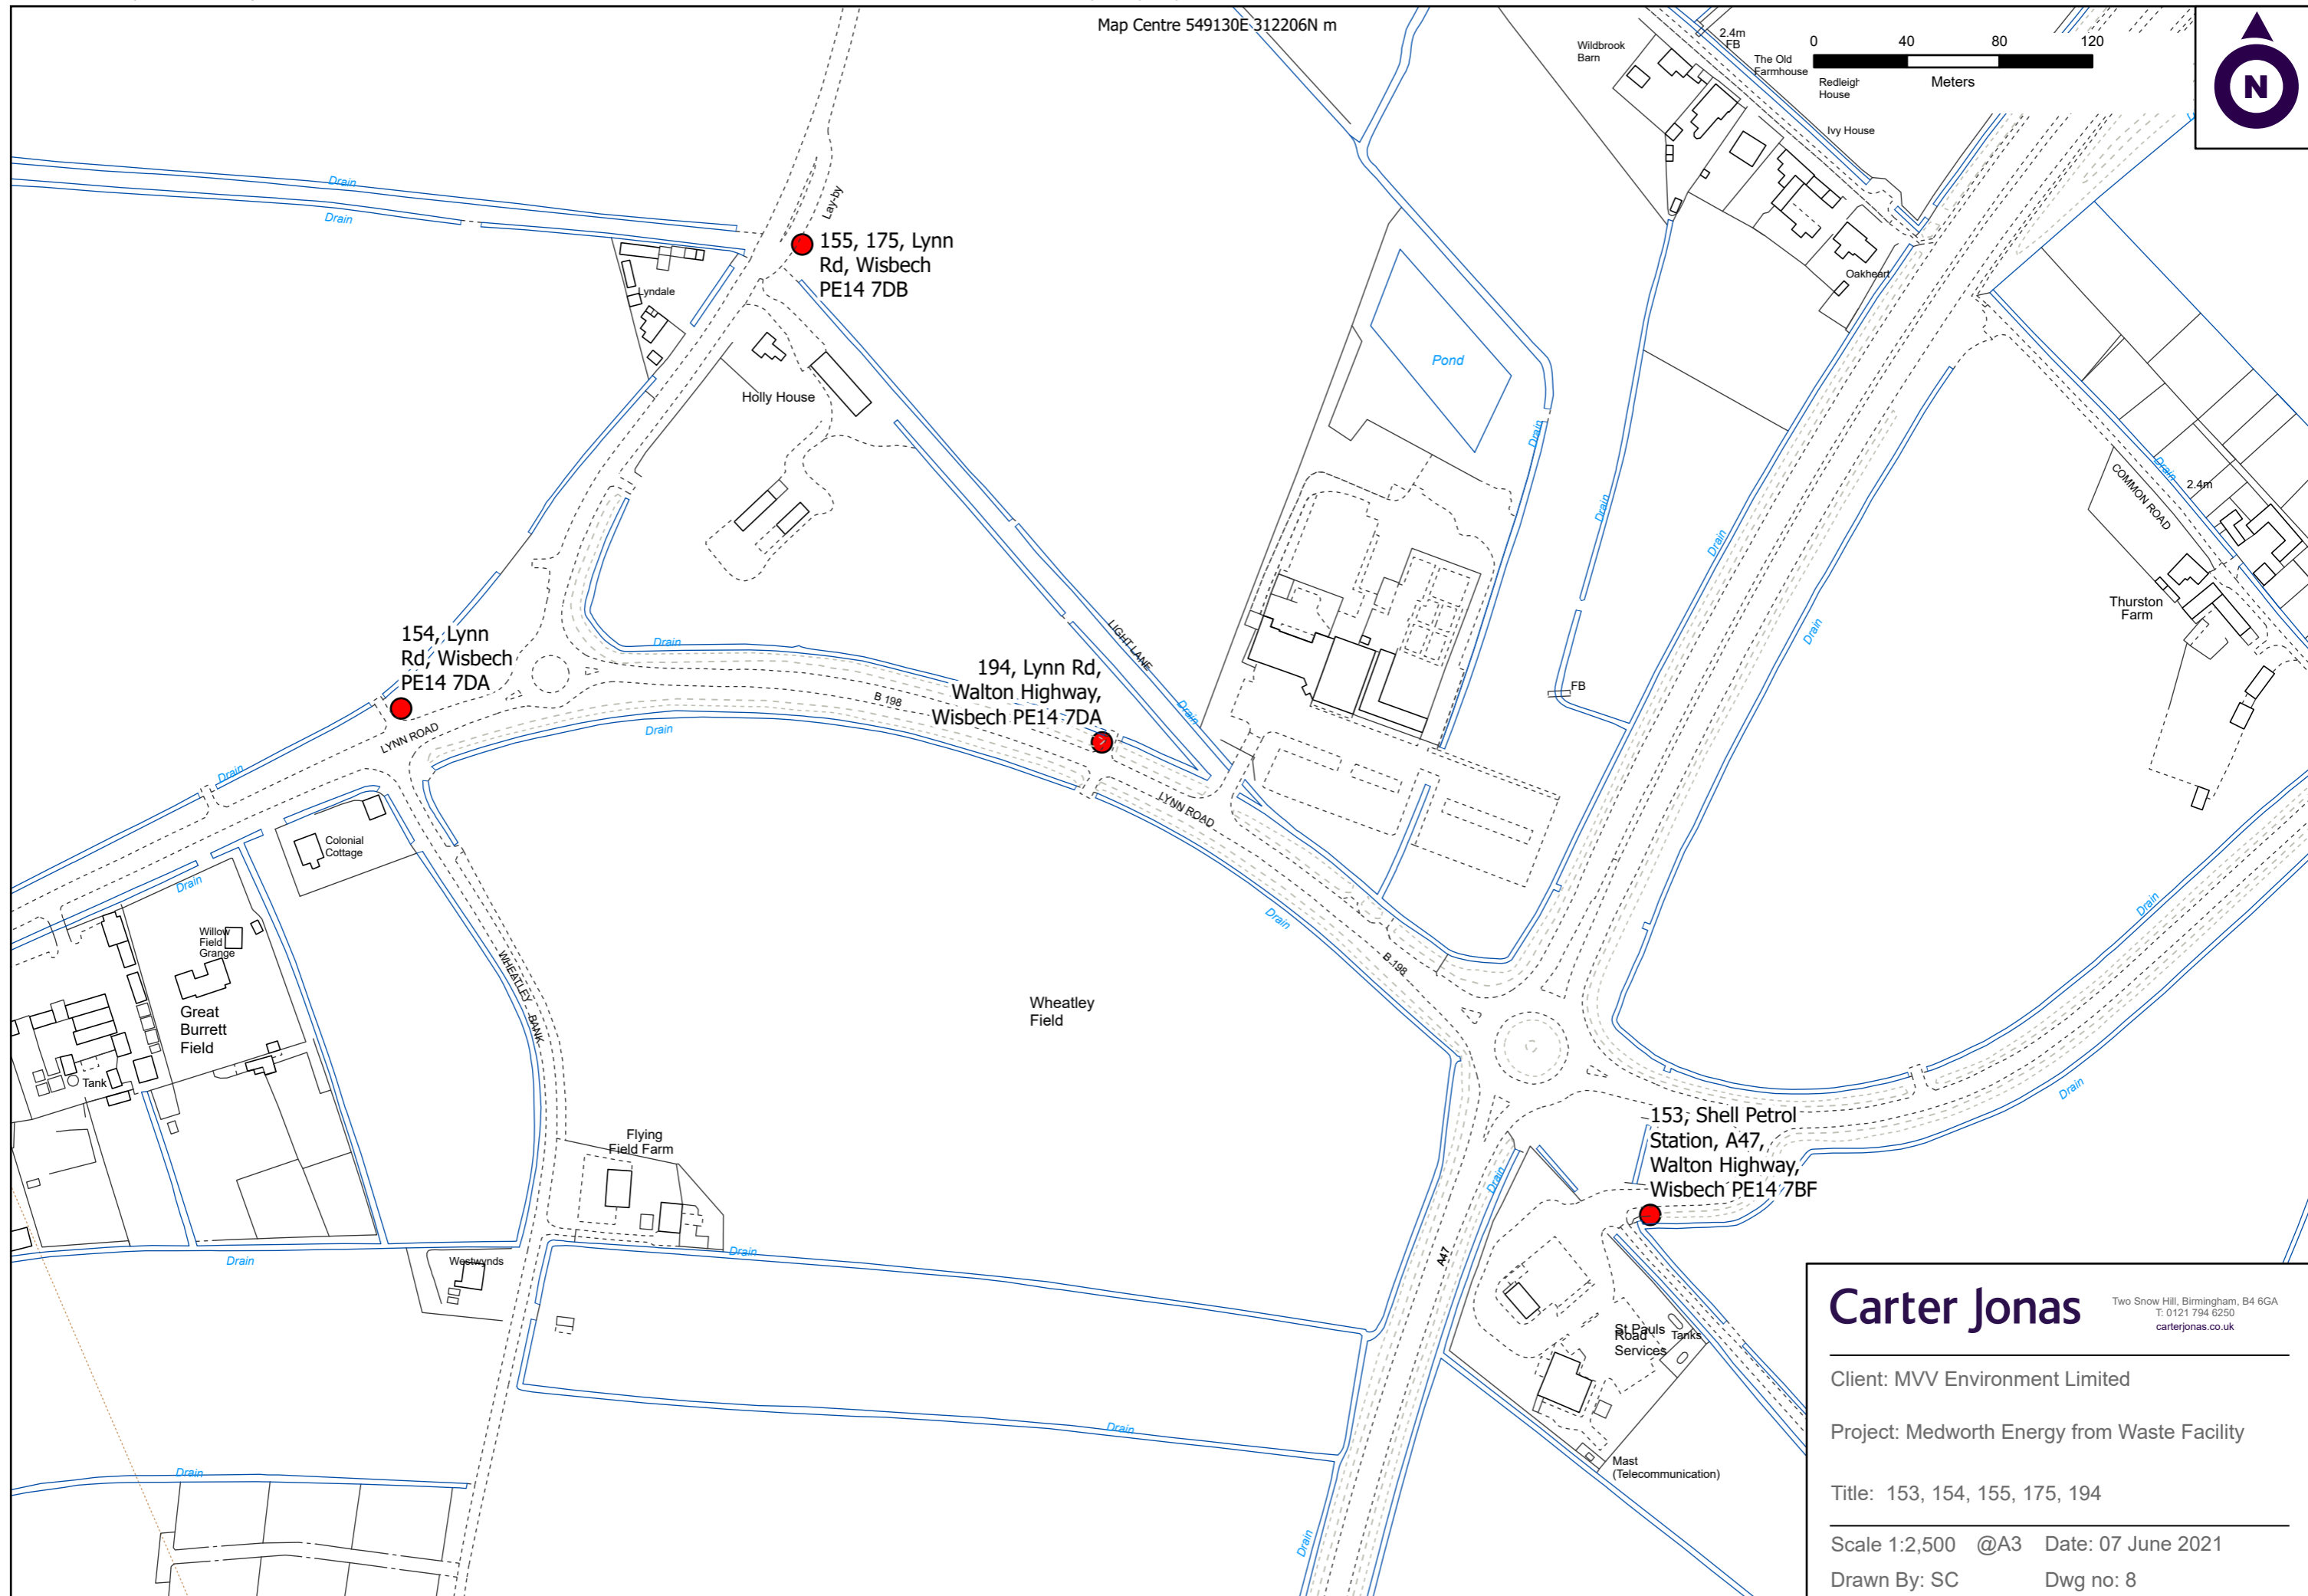 Map Centre 549130E 312206N m
0 40 80 120
Meters
N
Wildbrook
Barn
2.4m
FB
The Old
Farmhouse
House
Ivy House
Oakheart
Drain
Drain
Lay-by
155, 175, Lynn
Rd, Wisbech
PE14 7DB
Lyndale
Holly House
Pond
Drain
Drain
Drain
Drain
COMMON ROAD
Drain
2.4m
Thurston
Farm
154, Lynn
Rd, Wisbech
PE14 7DA
Drain
LIGHT LANE
194, Lynn Rd,
Walton Highway,
Wisbech PE14 7DA
B 198
Drain
Drain
FB
LYNN ROAD
Drain
LYNN ROAD
Colonial
Cottage
Drain
Drain
Drain
Willow
Field
Grange
WHEATLEY BANK
B 198
Great
Burrett
Field
Wheatley
Field
Tank
Drain
Flying
Field Farm
153, Shell Petrol
Station, A47,
Walton Highway,
Wisbech PE14 7BF
Drain
Drain
Westwynds
Drain
A47
St Pauls
Road
Services
Tanks
Drain
Mast
(Telecommunication)
Drain
Drain
Carter Jonas
Two Snow Hill, Birmingham, B4 6GA
T: 0121 794 6250
carterjonas.co.uk
Client: MVV Environment Limited
Project: Medworth Energy from Waste Facility
Title: 153, 154, 155, 175, 194
Scale 1:2,500 @A3 Date: 07 June 2021
Drawn By: SC Dwg no: 8